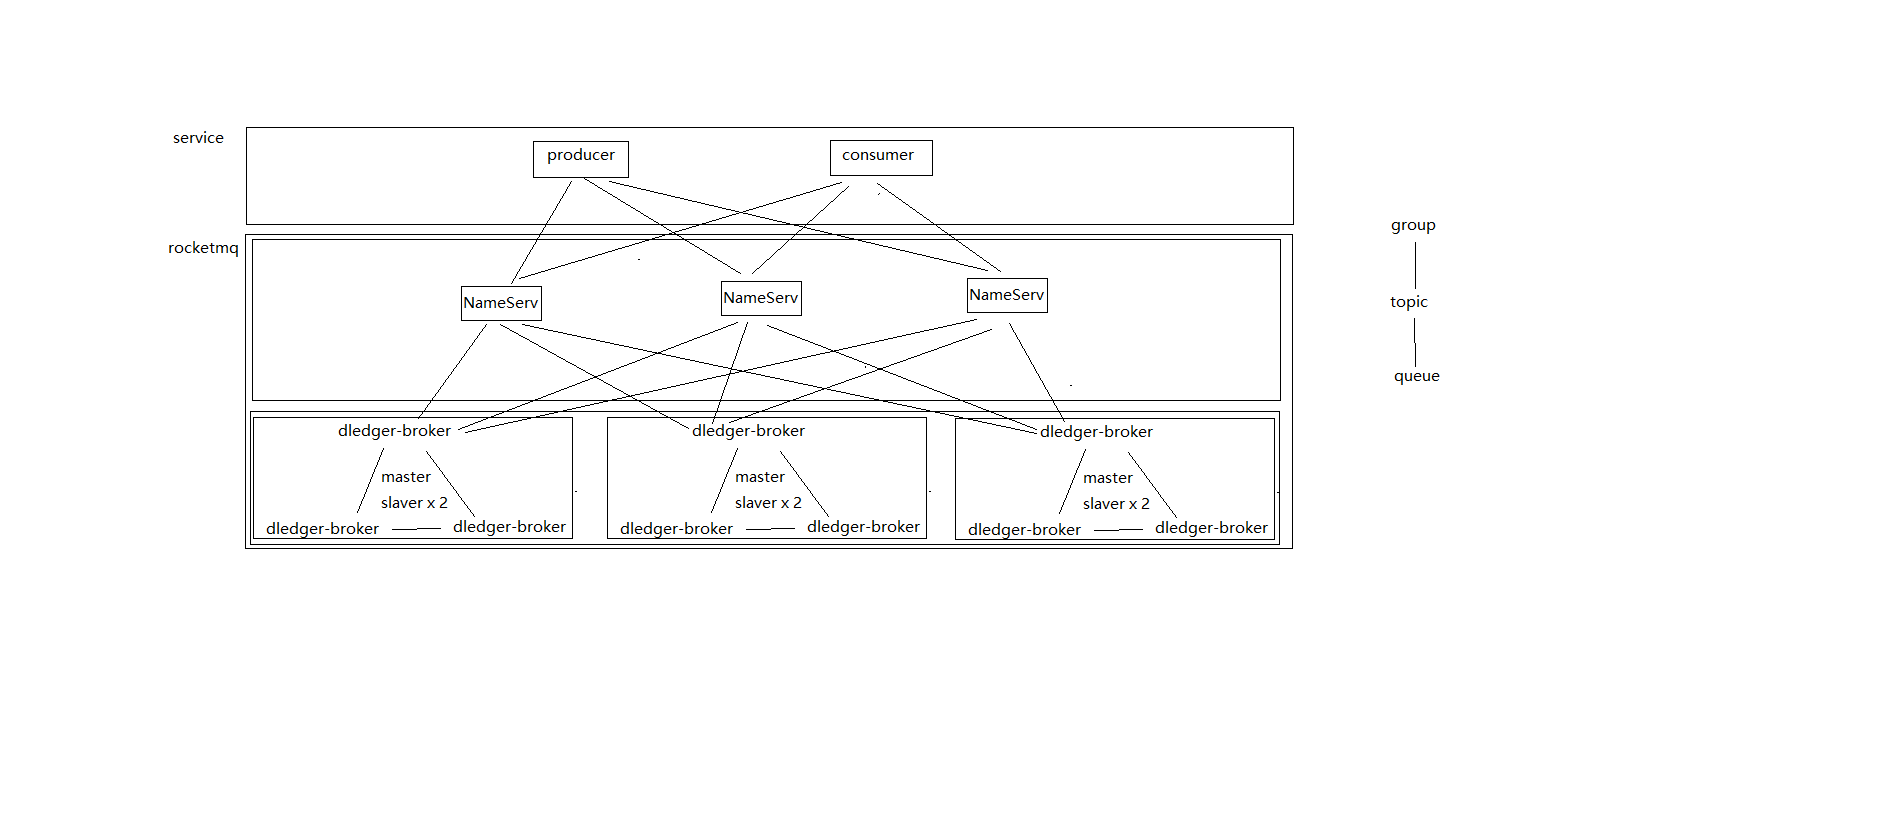 service
producer
consumer
rocketmq
NameServ
NameServ
NameServ
dledger-broker
master
slaver x 2
dledger-broker
dledger-broker
dledger-broker
master
slaver x 2
dledger-broker
dledger-broker
dledger-broker
master
slaver x 2
dledger-broker
dledger-broker
group
topic
queue